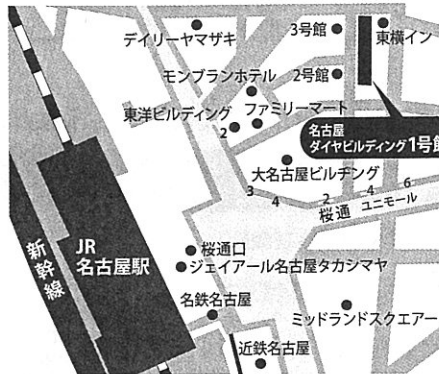 デイリーヤマザキ
3号館
東横イン
モンブランホテル
2号館
東洋ビルディング
ファミリーマート
2
名古屋
ダイヤビルディング1号館
大名古屋ビルヂング
3
4
2
4
6
桜通
ユニモール
新幹線
JR
名古屋駅
桜通口
ジェイアール名古屋タカシマヤ
名鉄名古屋
ミッドランドスクエアー
近鉄名古屋